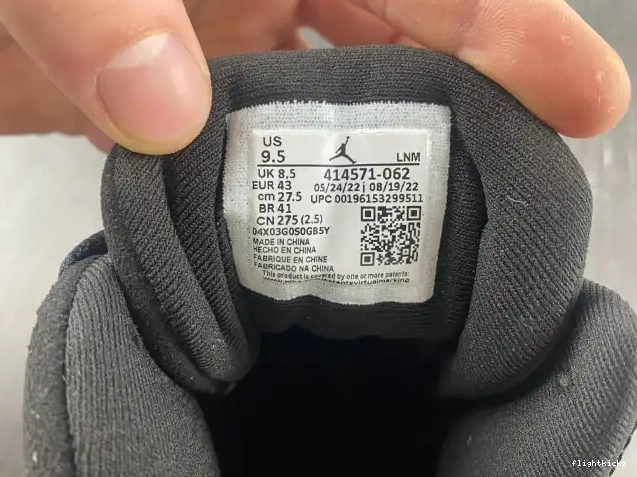 US
9.5
LNM
UK 8.5
414571-062
EUR 43
05/24/22 | 08/19/22
cm 27.5
UPC 00196153299511
BR 41
CN 275 (2.5)
04X03G0S0GB5Y
MADE IN CHINA
HECHO EN CHINA
FABRIQUE EN CHINE
FABRICADO NA CHINA
This product is covered by one or more patents:
flightkickz